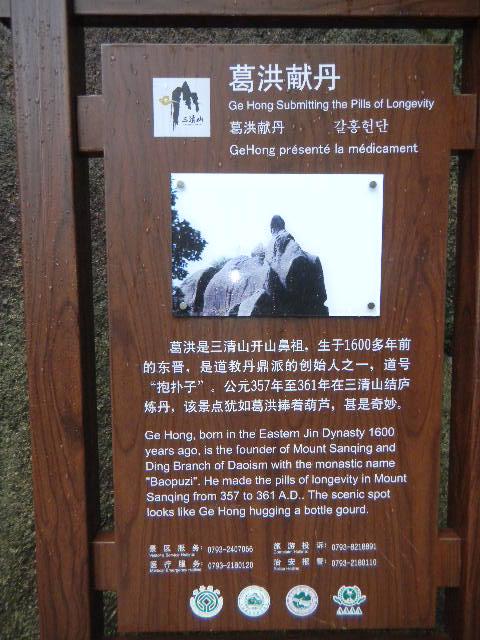 葛洪献丹
三清山
Ge Hong Submitting the Pills of Longevity
葛洪献丹 갈홍헌단
GeHong présenté la médicament
葛洪是三清山开山鼻祖，生于1600多年前
的东晋，是道教丹鼎派的创始人之一，道号
“抱扑子”。公元357年至361年在三清山结庐
炼丹，该景点犹如葛洪捧着葫芦，甚是奇妙。
Ge Hong, born in the Eastern Jin Dynasty 1600
years ago, is the founder of Mount Sanqing and
Ding Branch of Daoism with the monastic name
"Baopuzi". He made the pills of longevity in Mount
Sanqing from 357 to 361 A.D.. The scenic spot
looks like Ge Hong hugging a bottle gourd.
景区服务: 0793-2407066 旅游投诉: 0793-8218891
医疗服务: 0793-2180120 治安报警: 0793-2180110